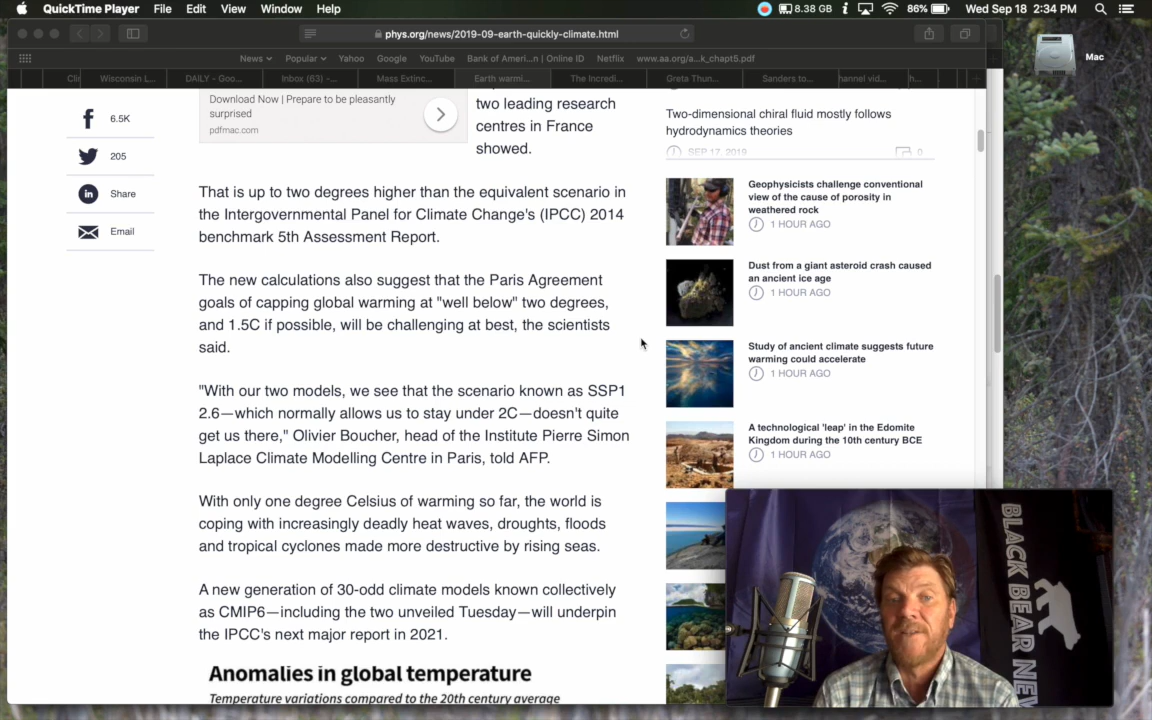 QuickTime Player File Edit View Window Help 8.38 GB 86% Wed Sep 18 2:34 PM
phys.org/news/2019-09-earth-quickly-climate.html
News Popular Yahoo Google YouTube Bank of Ameri...n | Online ID Netflix www.aa.org/a...k_chapt5.pdf
Wisconsin L... DAILY - Goo... Inbox (63) -... Mass Extinc... Earth warmi... The Incredi... Greta Thun... Sanders to... hannel vid... h...
Mac
6.5K
205
Share
Email
Download Now | Prepare to be pleasantly
surprised
pdfmac.com
two leading research
centres in France
showed.
That is up to two degrees higher than the equivalent scenario in
the Intergovernmental Panel for Climate Change's (IPCC) 2014
benchmark 5th Assessment Report.
The new calculations also suggest that the Paris Agreement
goals of capping global warming at "well below" two degrees,
and 1.5C if possible, will be challenging at best, the scientists
said.
"With our two models, we see that the scenario known as SSP1
2.6—which normally allows us to stay under 2C—doesn't quite
get us there," Olivier Boucher, head of the Institute Pierre Simon
Laplace Climate Modelling Centre in Paris, told AFP.
With only one degree Celsius of warming so far, the world is
coping with increasingly deadly heat waves, droughts, floods
and tropical cyclones made more destructive by rising seas.
A new generation of 30-odd climate models known collectively
as CMIP6—including the two unveiled Tuesday—will underpin
the IPCC's next major report in 2021.
Anomalies in global temperature
Temperature variations compared to the 20th century average
Two-dimensional chiral fluid mostly follows
hydrodynamics theories
SEP 17, 2019 0
Geophysicists challenge conventional
view of the cause of porosity in
weathered rock
1 HOUR AGO
Dust from a giant asteroid crash caused
an ancient ice age
1 HOUR AGO
Study of ancient climate suggests future
warming could accelerate
1 HOUR AGO
A technological 'leap' in the Edomite
Kingdom during the 10th century BCE
1 HOUR AGO
BLACK BEAR NEW